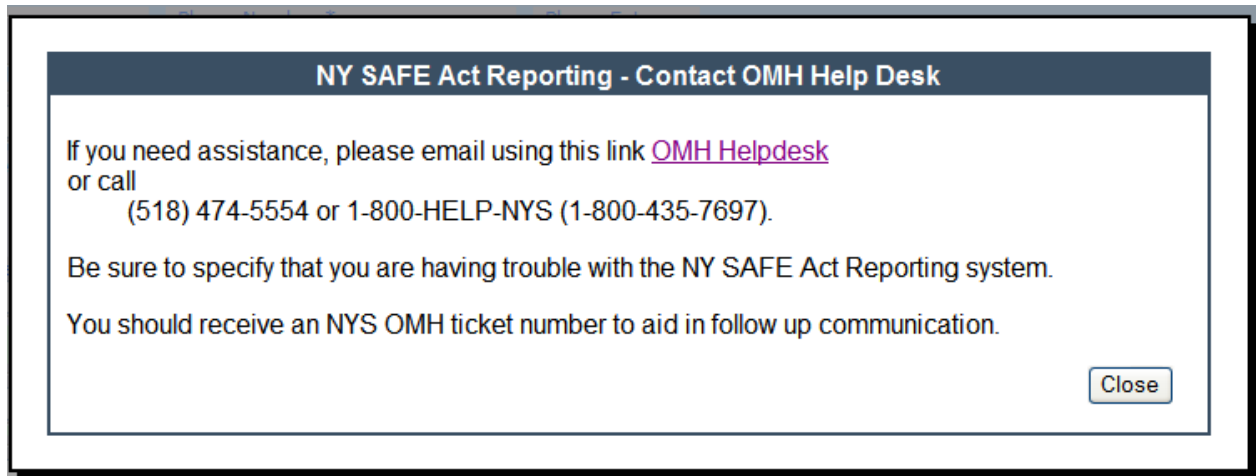 NY SAFE Act Reporting - Contact OMH Help Desk
If you need assistance, please email using this link OMH Helpdesk
or call
(518) 474-5554 or 1-800-HELP-NYS (1-800-435-7697).
Be sure to specify that you are having trouble with the NY SAFE Act Reporting system.
You should receive an NYS OMH ticket number to aid in follow up communication.
Close